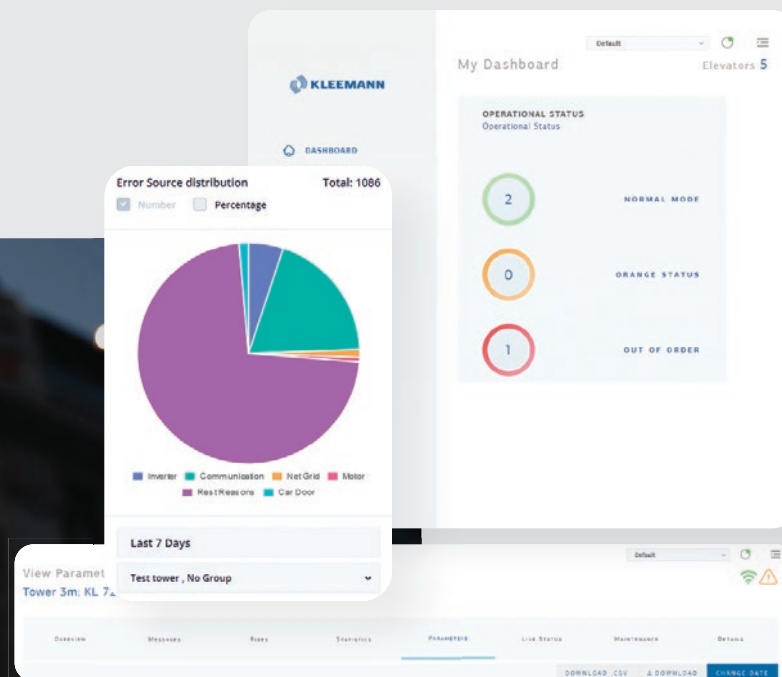 Default
My Dashboard
Elevators 5
KLEEMANN
OPERATIONAL STATUS
Operational Status
DASHBOARD
2 NORMAL MODE
0 ORANGE STATUS
1 OUT OF ORDER
Error Source distribution Total: 1086
Number Percentage
Inverter Communication Net Grid Motor
Rest Reasons Car Door
Last 7 Days
Test tower , No Group
Default
View Paramet
Tower 3m: KL 72
Overview Messages Rides Statistics Parameters Live Status Maintenance Details
DOWNLOAD .CSV DOWNLOAD CHANGE DATE